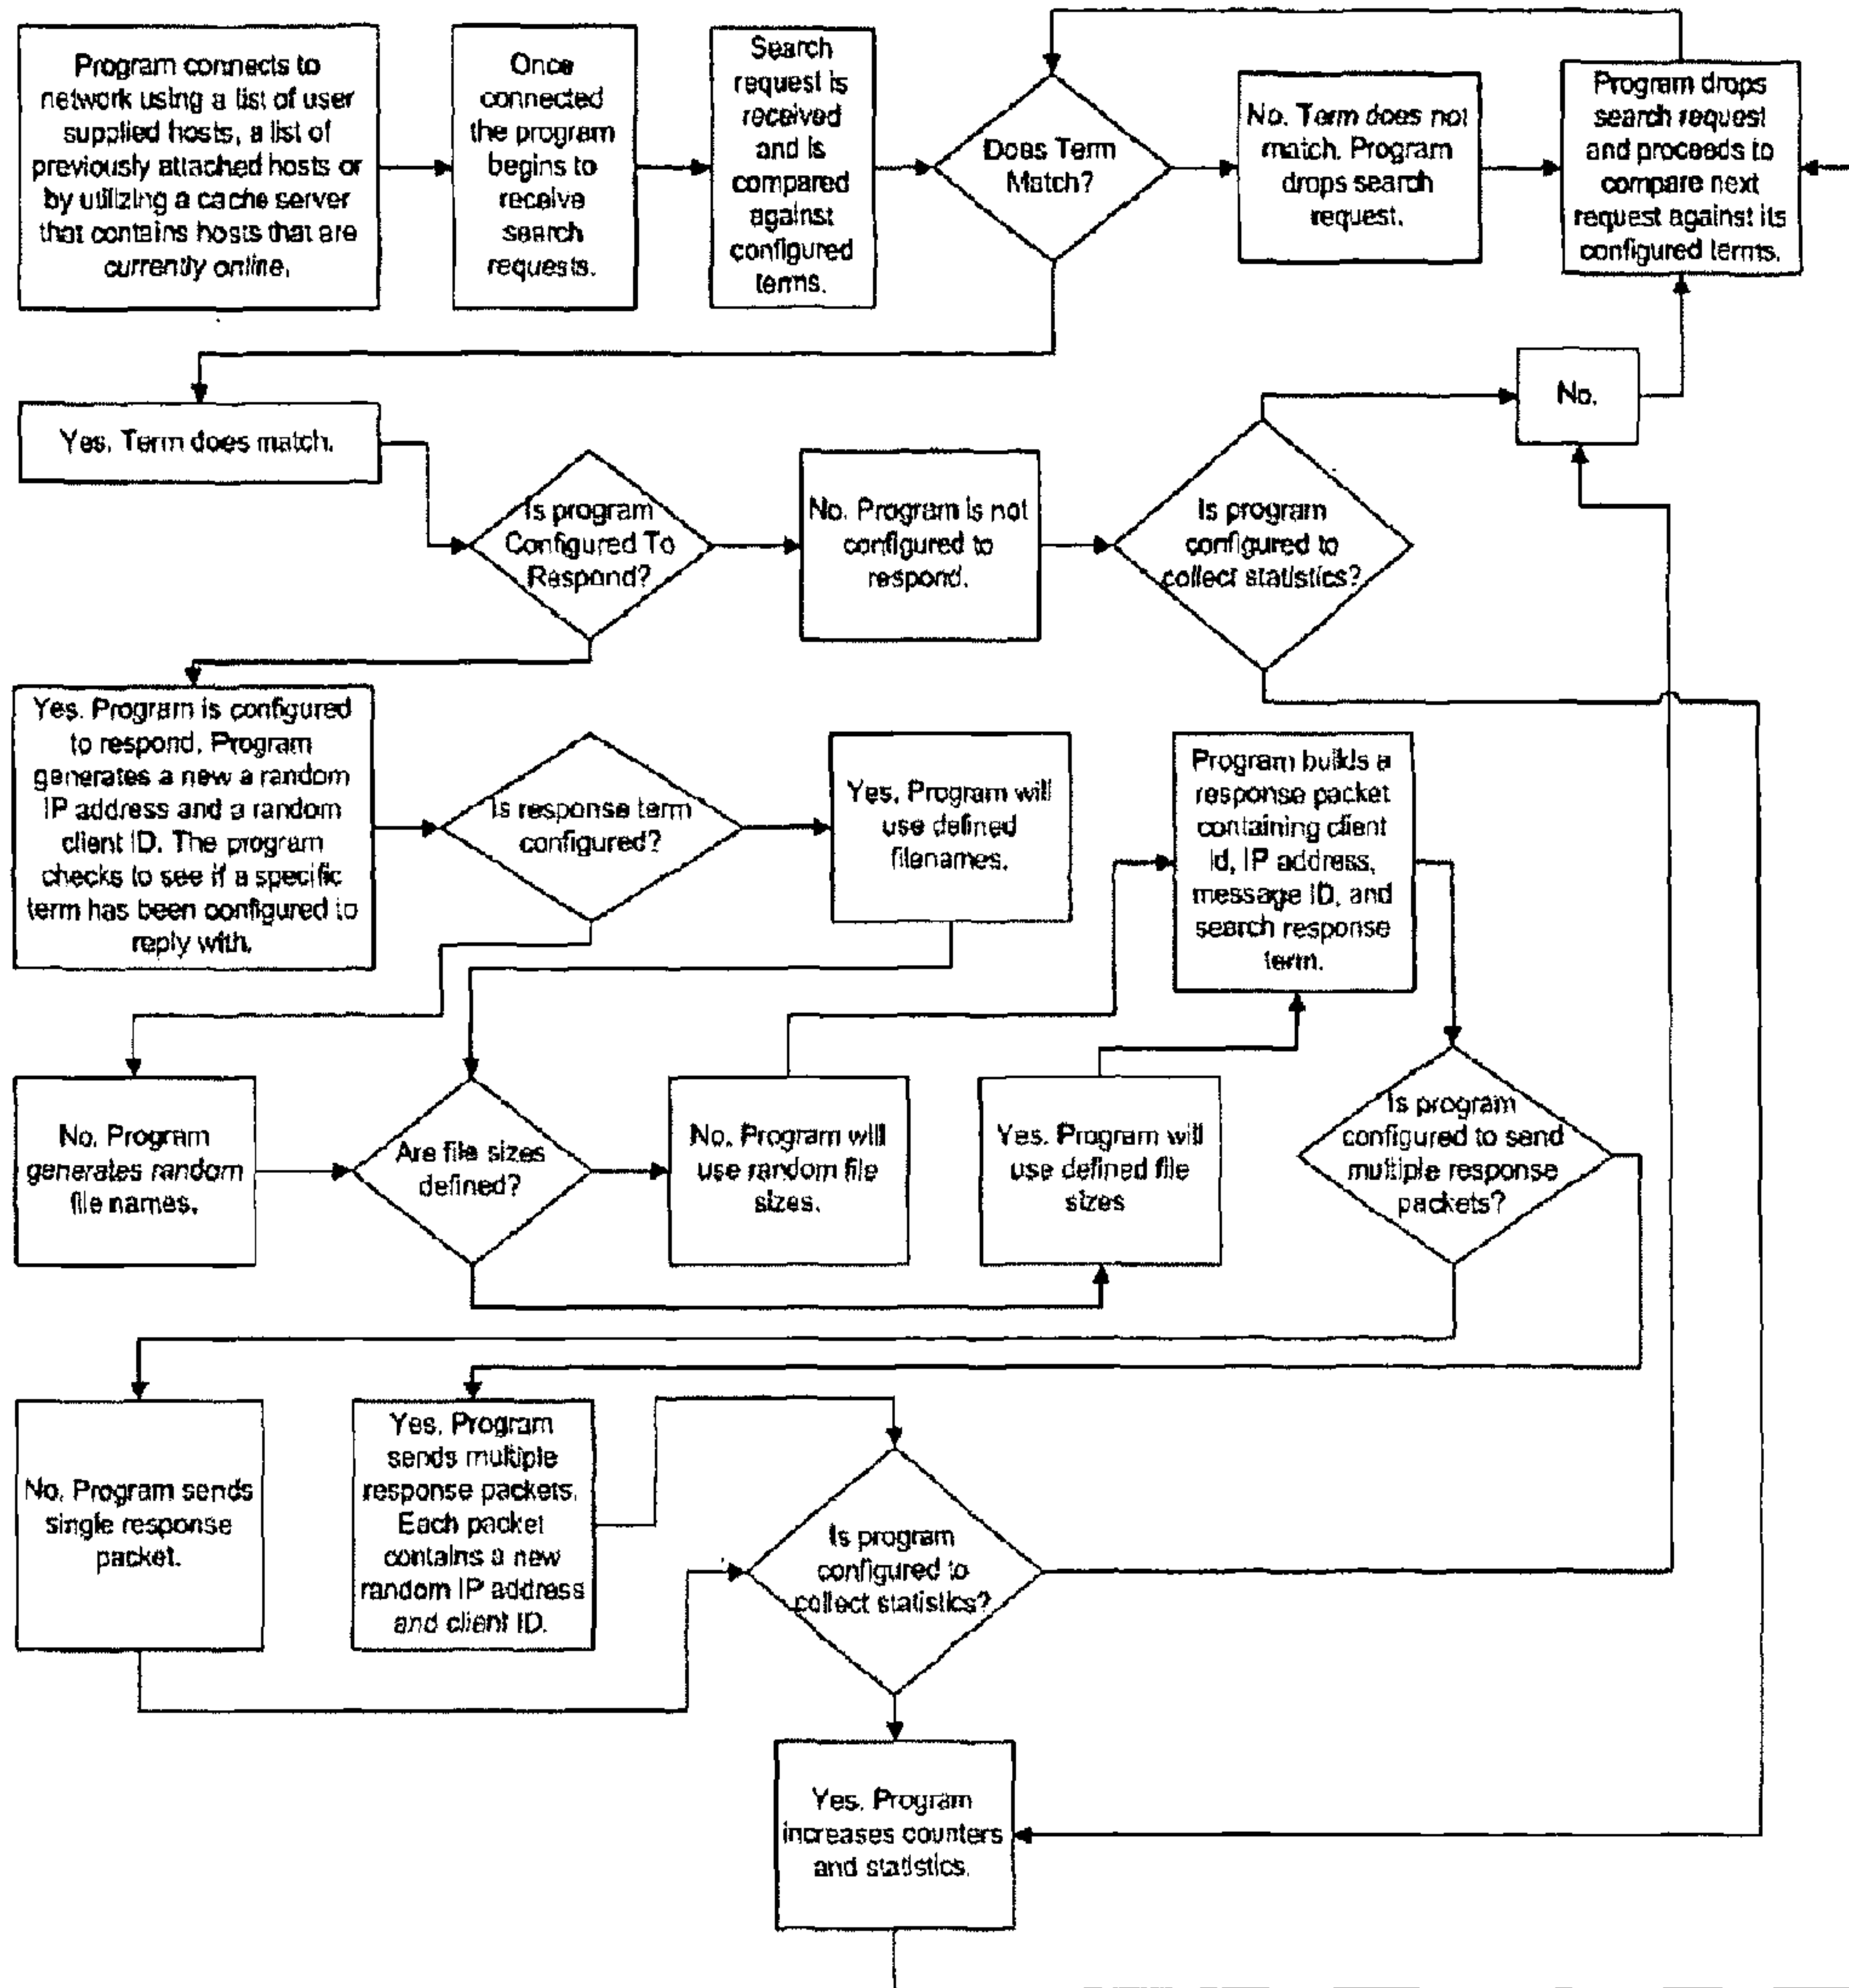 Program connects to
network using a list of user
supplied hosts, a list of
previously attached hosts or
by utilizing a cache server
that contains hosts that are
currently online.
Once
connected
the program
begins to
receive
search
requests.
Search
request is
received
and is
compared
against
configured
terms.
Does Term
Match?
No. Term does not
match. Program
drops search
request.
Program drops
search request
and proceeds to
compare next
request against its
configured terms.
Yes. Term does match.
Is program
Configured To
Respond?
No. Program is not
configured to
respond.
Is program
configured to
collect statistics?
No.
Yes. Program is configured
to respond. Program
generates a new a random
IP address and a random
client ID. The program
checks to see if a specific
term has been configured to
reply with.
Is response term
configured?
Yes. Program will
use defined
filenames.
Program builds a
response packet
containing client
id, IP address,
message ID, and
search response
term.
No. Program
generates random
file names.
Are file sizes
defined?
No. Program will
use random file
sizes.
Yes. Program will
use defined file
sizes
Is program
configured to send
multiple response
packets?
No. Program sends
single response
packet.
Yes. Program
sends multiple
response packets.
Each packet
contains a new
random IP address
and client ID.
Is program
configured to
collect statistics?
Yes. Program
increases counters
and statistics.